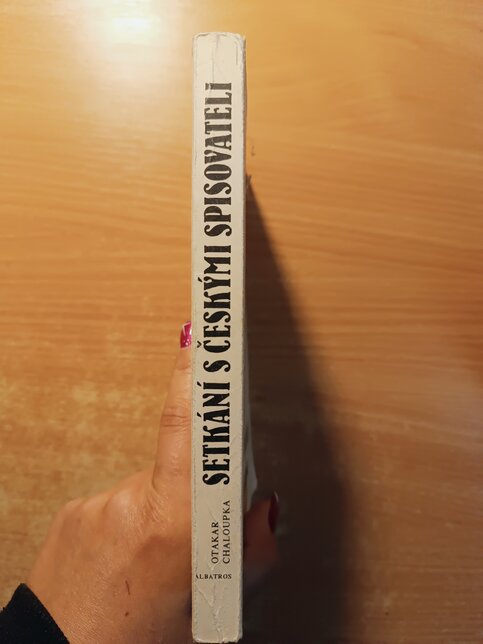 SETKÁNÍ S ČESKÝMI SPISOVATELI
OTAKAR
CHALOUPKA
ALBATROS